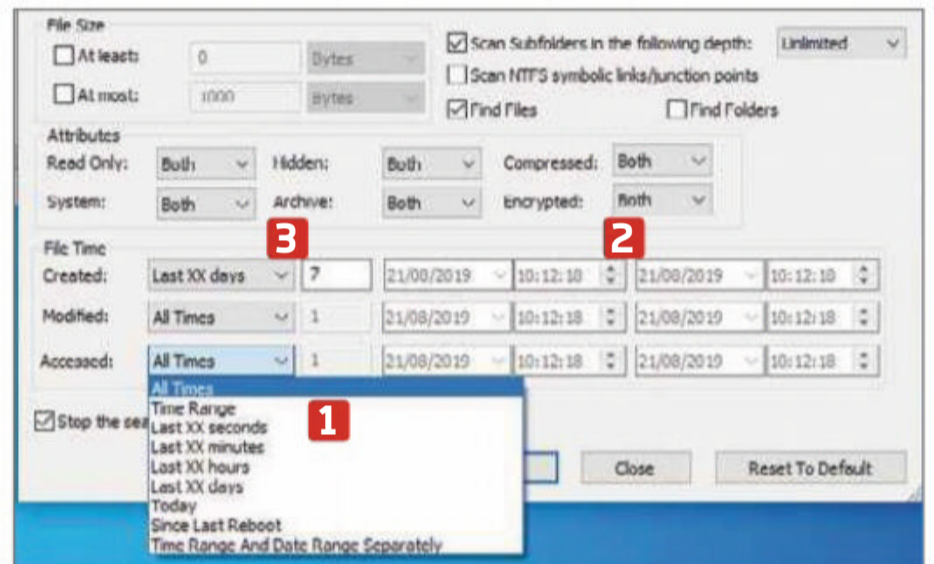 File Size
At least: 0 Bytes
At most: 1000 Bytes
Scan Subfolders in the following depth: Unlimited
Scan NTFS symbolic links/junction points
Find Files Find Folders
Attributes
Read Only: Both Hidden: Both Compressed: Both
System: Both Archive: Both Encrypted: Both
3 2
File Time
Created: Last XX days 7 21/08/2019 10:12:18 21/08/2019 10:12:18
Modified: All Times 1 21/08/2019 10:12:18 21/08/2019 10:12:18
Accessed: All Times 1 21/08/2019 10:12:18 21/08/2019 10:12:18
All Times
Time Range
1
Stop the sea
Last XX seconds
Last XX minutes
Last XX hours
Last XX days
Today
Since Last Reboot
Time Range And Date Range Separately
Close Reset To Default